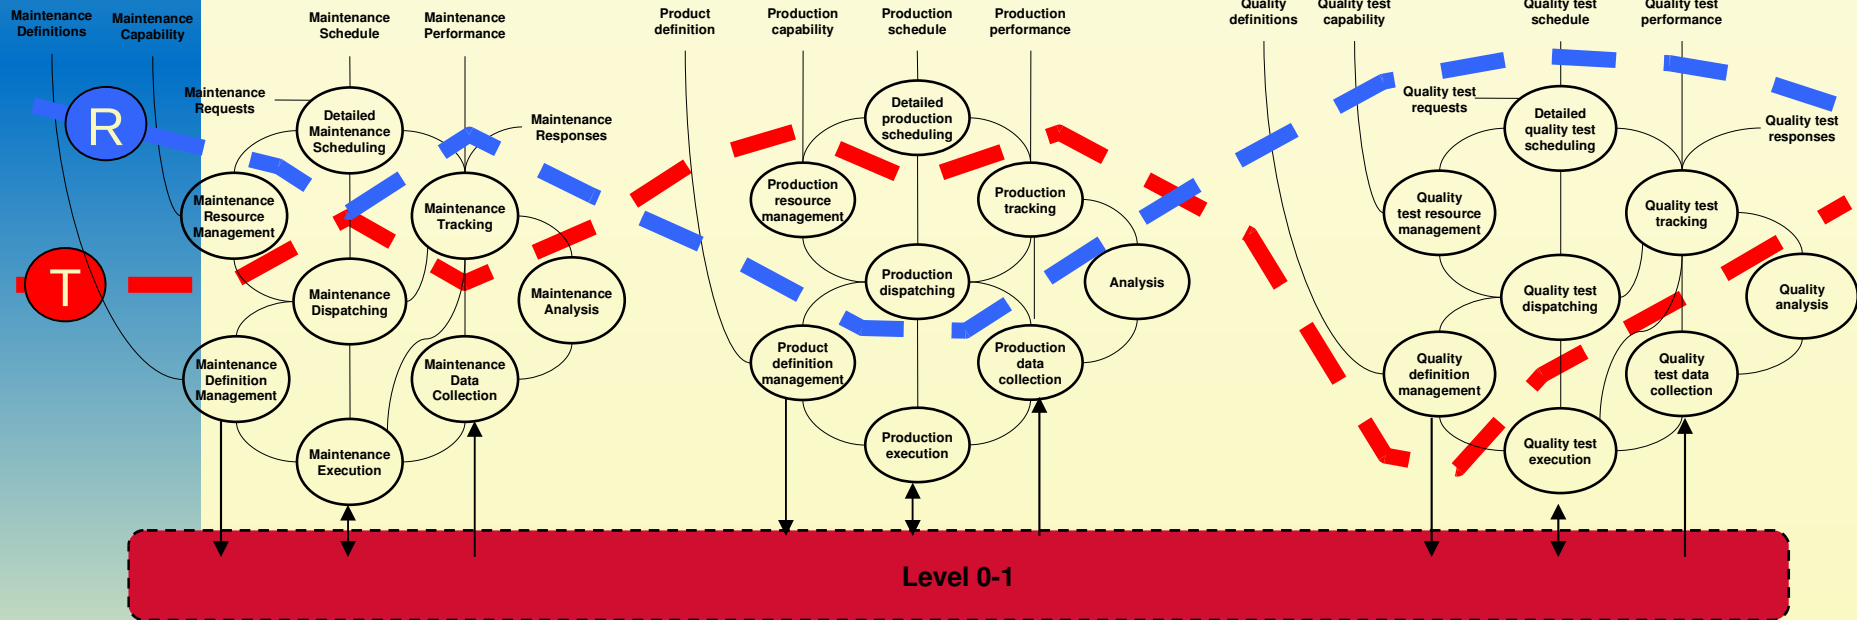 Maintenance
Definitions
Maintenance
Capability
Maintenance
Schedule
Maintenance
Performance
Maintenance
Requests
Detailed
Maintenance
Scheduling
Maintenance
Responses
R
Maintenance
Resource
Management
Maintenance
Tracking
T
Maintenance
Dispatching
Maintenance
Analysis
Maintenance
Definition
Management
Maintenance
Data
Collection
Maintenance
Execution
Product
definition
Production
capability
Production
schedule
Production
performance
Detailed
production
scheduling
Production
resource
management
Production
tracking
Production
dispatching
Analysis
Product
definition
management
Production
data
collection
Production
execution
Quality
definitions
Quality test
capability
Quality test
schedule
Quality test
performance
Quality test
requests
Detailed
quality test
scheduling
Quality test
responses
Quality
test resource
management
Quality test
tracking
Quality test
dispatching
Quality
analysis
Quality
definition
management
Quality
test data
collection
Quality test
execution
Level 0-1